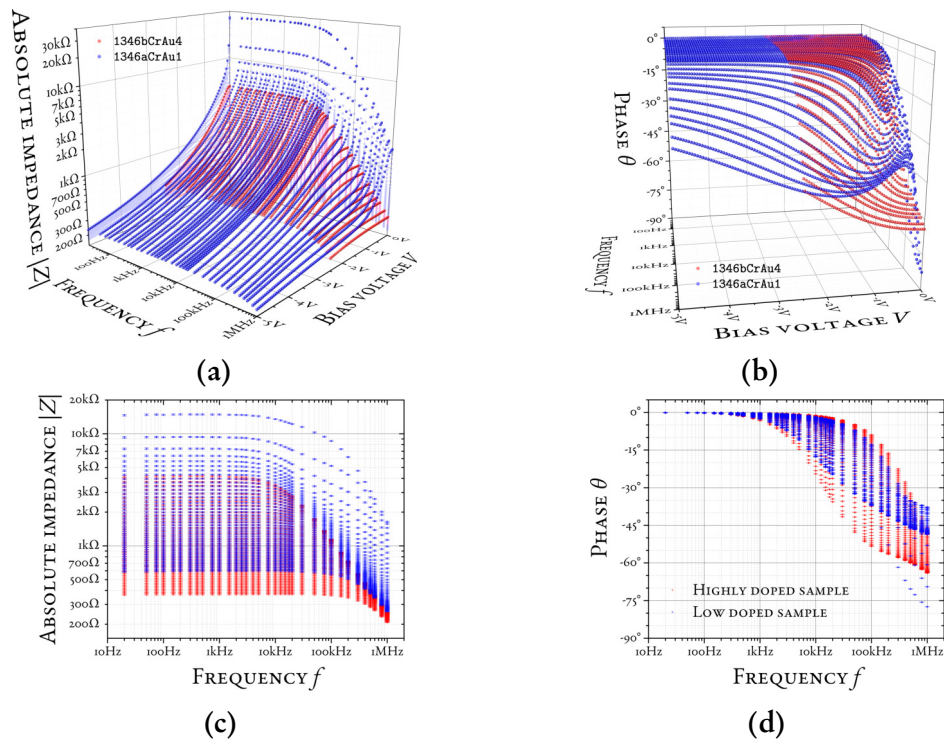 ABSOLUTE IMPEDANCE |Z|
30kΩ
20kΩ
10kΩ
7kΩ
5kΩ
3kΩ
2kΩ
1kΩ
700Ω
500Ω
300Ω
200Ω
1346bCrAu4
1346aCrAu1
100Hz
1kHz
10kHz
100kHz
1MHz
FREQUENCY f
-5V
-4V
-3V
-2V
-1V
0V
BIAS VOLTAGE V
(a)
PHASE θ
0°
-15°
-30°
-45°
-60°
-75°
-90°
100Hz
1kHz
10kHz
100kHz
1MHz
FREQUENCY f
1346bCrAu4
1346aCrAu1
-5V
-4V
-3V
-2V
-1V
0V
BIAS VOLTAGE V
(b)
ABSOLUTE IMPEDANCE |Z|
20kΩ
10kΩ
7kΩ
5kΩ
3kΩ
2kΩ
1kΩ
700Ω
500Ω
300Ω
200Ω
10Hz 100Hz 1kHz 10kHz 100kHz 1MHz
FREQUENCY f
(c)
PHASE θ
0°
-15°
-30°
-45°
-60°
-75°
-90°
HIGHLY DOPED SAMPLE
LOW DOPED SAMPLE
10Hz 100Hz 1kHz 10kHz 100kHz 1MHz
FREQUENCY f
(d)